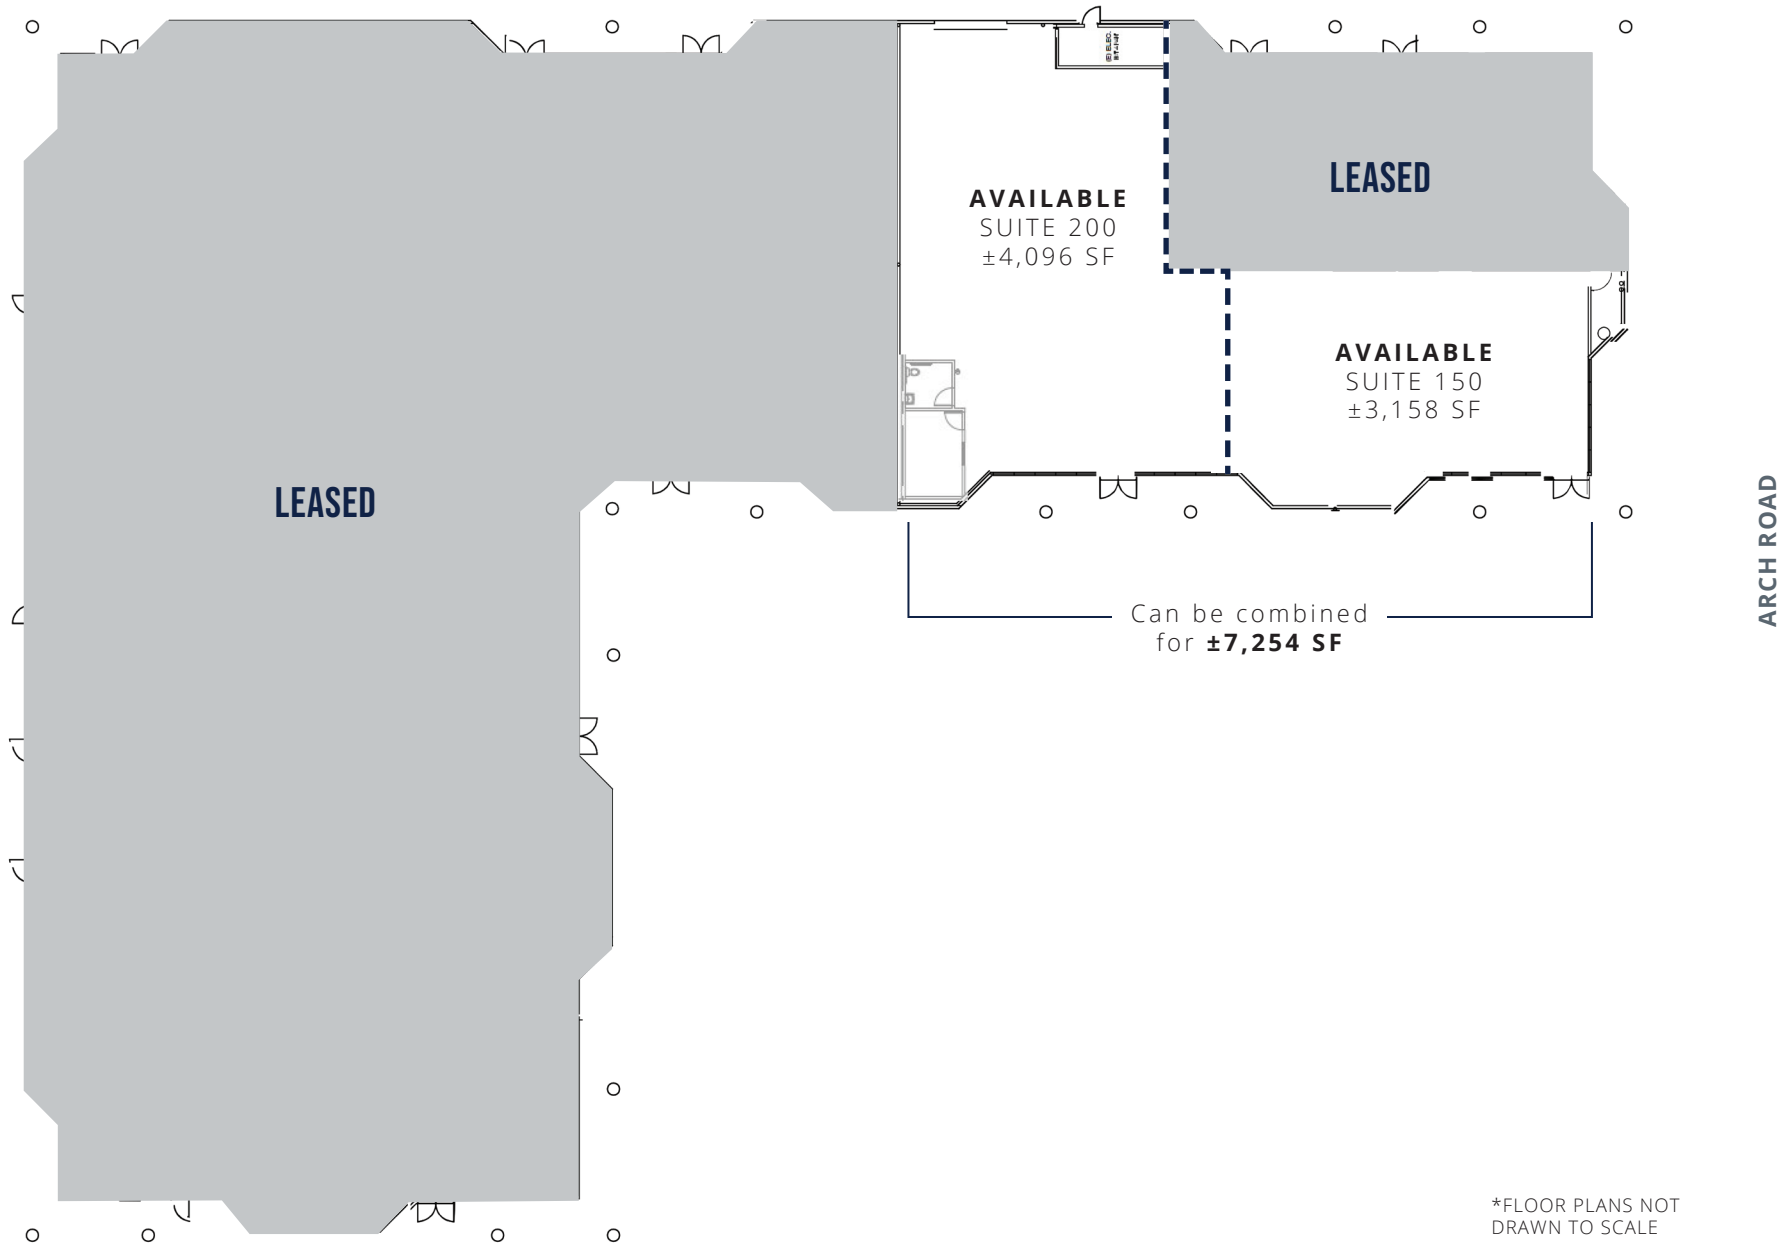 (E) ELEC.
LEASED
AVAILABLE
SUITE 200
±4,096 SF
AVAILABLE
SUITE 150
±3,158 SF
LEASED
ARCH ROAD
Can be combined
for ±7,254 SF
*FLOOR PLANS NOT
DRAWN TO SCALE